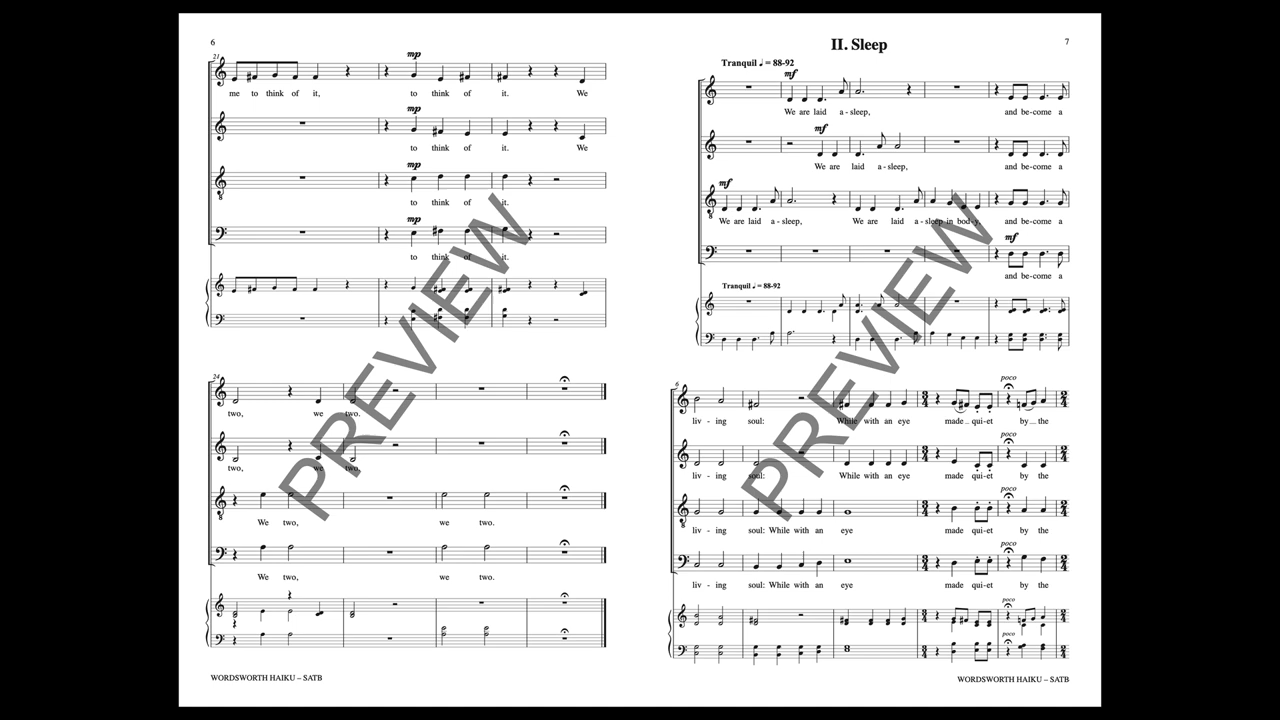 6
21
mp
me to think of it, to think of it. We
mp
to think of it. We
mp
to think of it.
mp
to think of it.
24
two, we two.
two, we two,
We two, we two.
We two, we two.
WORDSWORTH HAIKU – SATB
PREVIEW
II. Sleep
7
Tranquil ♩ = 88-92
mf
We are laid a - sleep, and be-come a
mf
We are laid a - sleep, and be-come a
mf
We are laid a - sleep, We are laid a - sleep in bod-y, and be-come a
mf
and be-come a
Tranquil ♩ = 88-92
6
poco
liv - ing soul: While with an eye made qui-et by the
poco
liv - ing soul: While with an eye made qui-et by the
poco
liv - ing soul: While with an eye made qui-et by the
poco
liv - ing soul: While with an eye made qui-et by the
poco
poco
WORDSWORTH HAIKU – SATB
PREVIEW